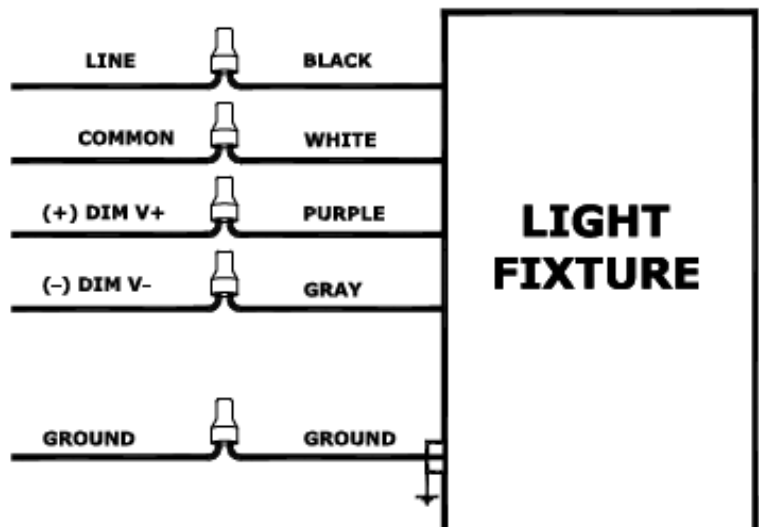 LINE BLACK
COMMON WHITE
(+) DIM V+ PURPLE
(–) DIM V– GRAY
GROUND GROUND
LIGHT
FIXTURE